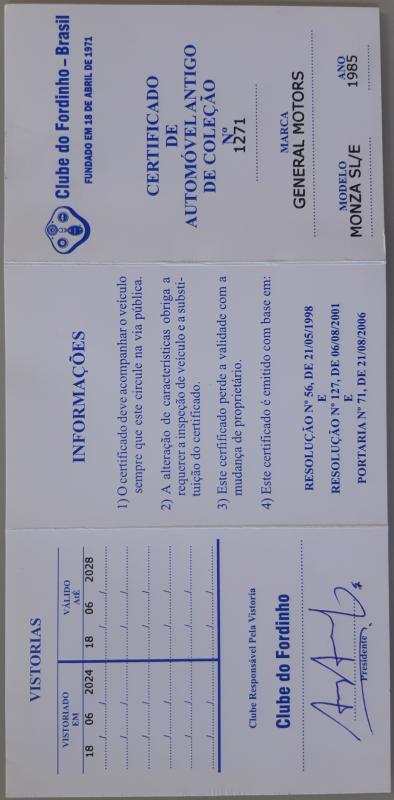 VISTORIAS
VISTORIADO
EM
VÁLIDO
ATÉ
18 06 2024
18 06 2028
Clube Responsável Pela Vistoria
Clube do Fordinho
Presidente
INFORMAÇÕES
1) O certificado deve acompanhar o veículo
sempre que este circule na via pública.
2) A alteração de características obriga a
requerer a inspeção de veículo e a substi-
tuição do certificado.
3) Este cerfificado perde a validade com a
mudança de proprietário.
4) Este certificado é emitido com base em:
RESOLUÇÃO Nº 56, DE 21/05/1998
E
RESOLUÇÃO Nº 127, DE 06/08/2001
E
PORTARIA Nº 71, DE 21/08/2006
Clube do Fordinho – Brasil
FUNDADO EM 18 DE ABRIL DE 1971
CERTIFICADO
DE
AUTOMÓVEL ANTIGO
DE COLEÇÃO
Nº
1271
MARCA
GENERAL MOTORS
MODELO
MONZA SL/E
ANO
1985